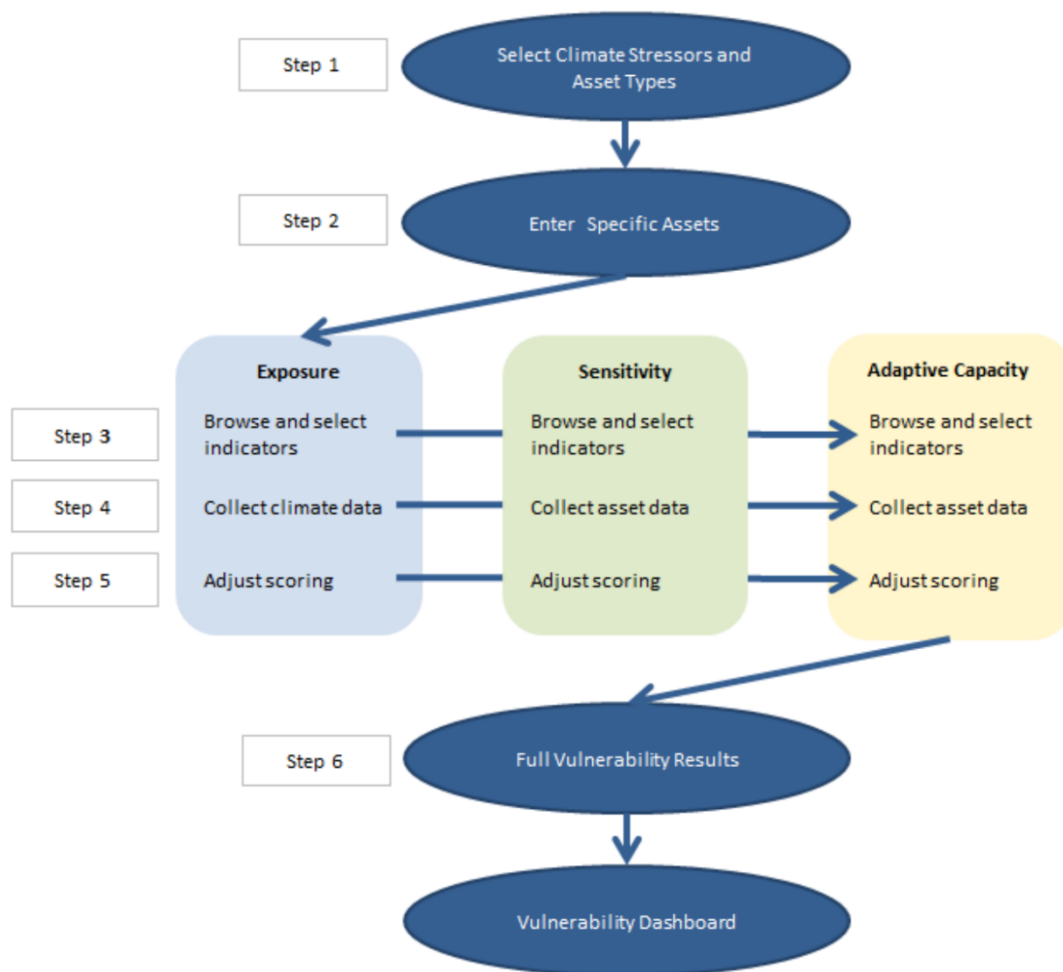 Step 1
Select Climate Stressors and
Asset Types
Step 2
Enter Specific Assets
Exposure
Sensitivity
Adaptive Capacity
Step 3
Browse and select
indicators
Browse and select
indicators
Browse and select
indicators
Step 4
Collect climate data
Collect asset data
Collect asset data
Step 5
Adjust scoring
Adjust scoring
Adjust scoring
Step 6
Full Vulnerability Results
Vulnerability Dashboard